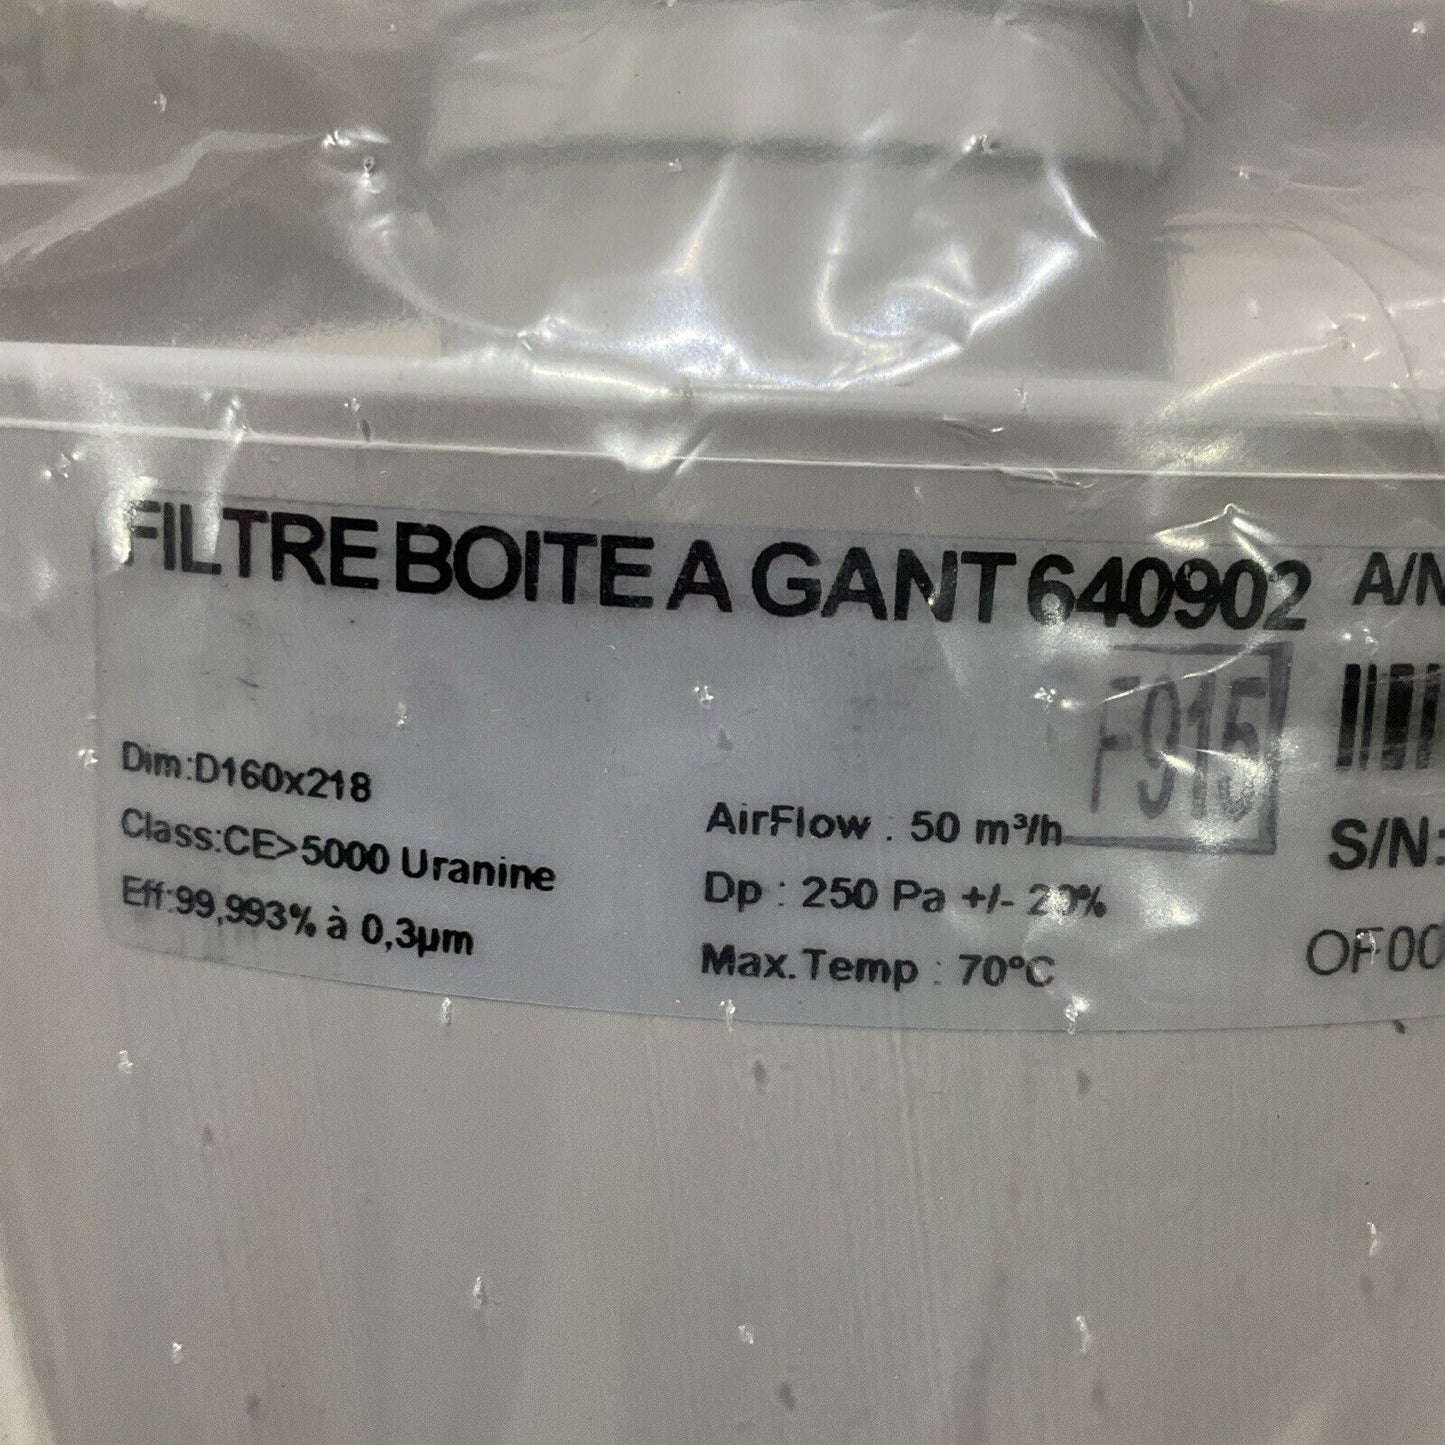 FILTRE BOITE A GANT 640902 A/N
F915
Dim:D160x218
Class:CE>5000 Uranine
Eff:99,993% à 0,3µm
AirFlow : 50 m³/h
Dp : 250 Pa +/- 20%
Max.Temp : 70°C
S/N:
OF00